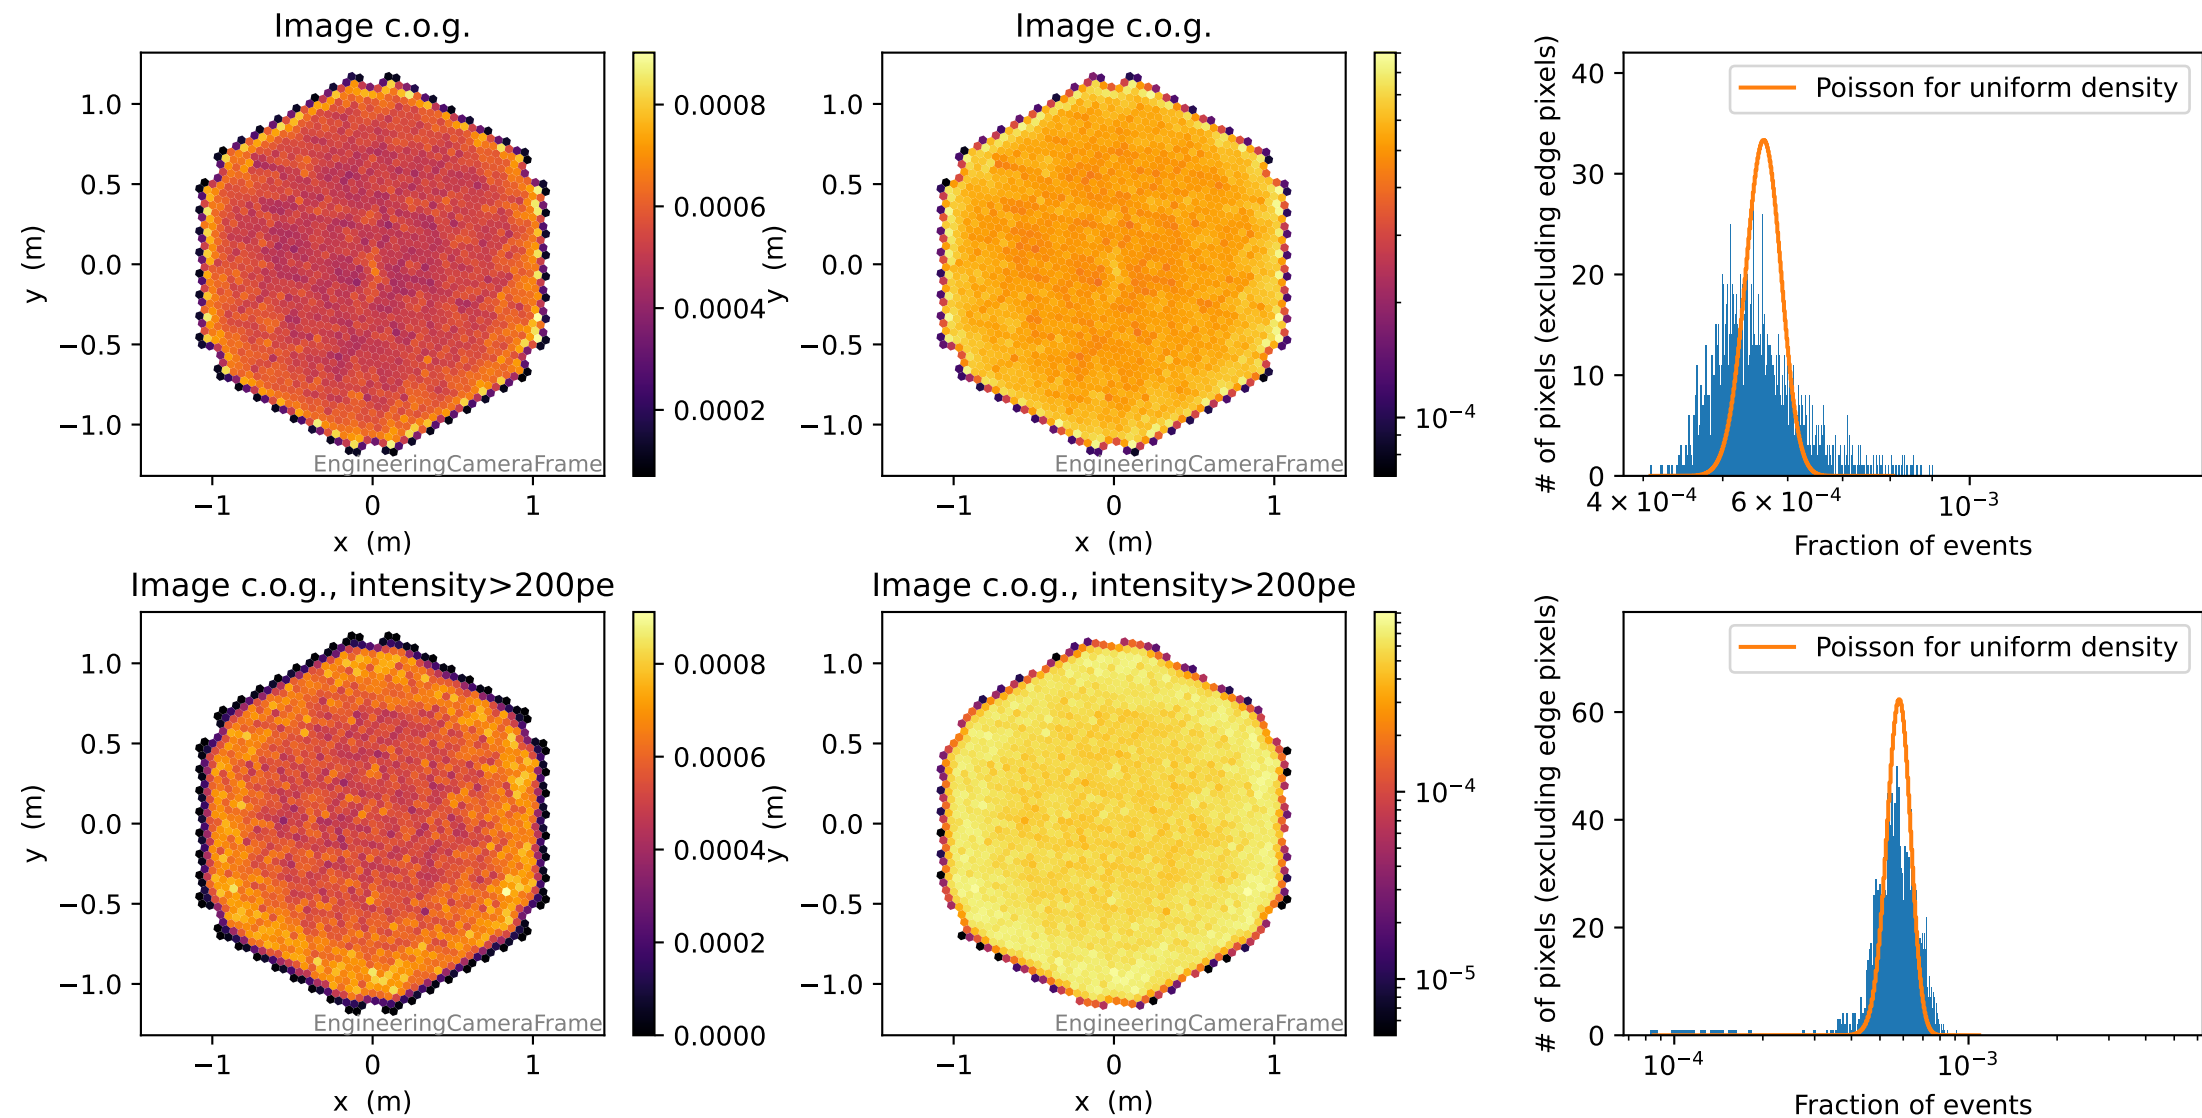 Image c.o.g.
1.0
0.5
0.0
−0.5
−1.0
y (m)
−1 0 1
x (m)
EngineeringCameraFrame
0.0008
0.0006
0.0004
0.0002
Image c.o.g.
1.0
0.5
0.0
−0.5
−1.0
y (m)
−1 0 1
x (m)
EngineeringCameraFrame
10⁻⁴
# of pixels (excluding edge pixels)
40
30
20
10
0
Poisson for uniform density
4 × 10⁻⁴ 6 × 10⁻⁴ 10⁻³
Fraction of events
Image c.o.g., intensity>200pe
1.0
0.5
0.0
−0.5
−1.0
y (m)
−1 0 1
x (m)
EngineeringCameraFrame
0.0008
0.0006
0.0004
0.0002
0.0000
Image c.o.g., intensity>200pe
1.0
0.5
0.0
−0.5
−1.0
y (m)
−1 0 1
x (m)
EngineeringCameraFrame
10⁻⁴
10⁻⁵
# of pixels (excluding edge pixels)
60
40
20
0
Poisson for uniform density
10⁻⁴ 10⁻³
Fraction of events